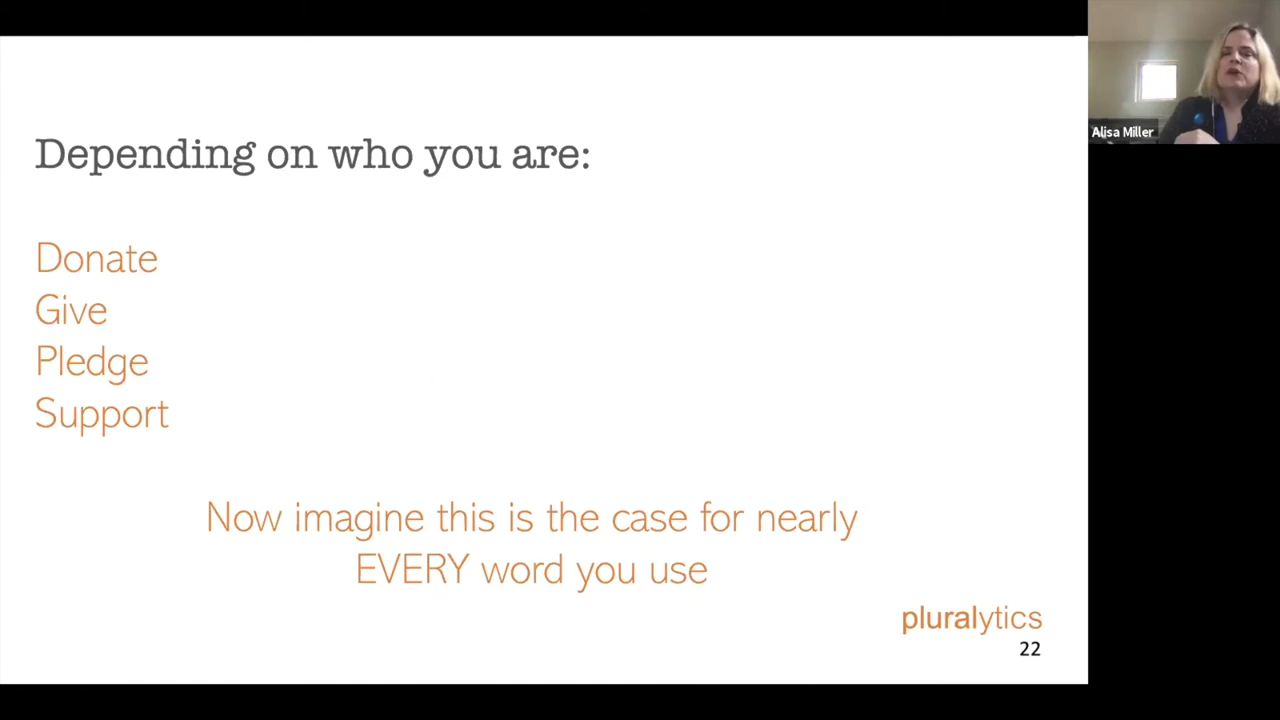 Depending on who you are:
Donate
Give
Pledge
Support
Now imagine this is the case for nearly
EVERY word you use
pluralytics
22
Alisa Miller